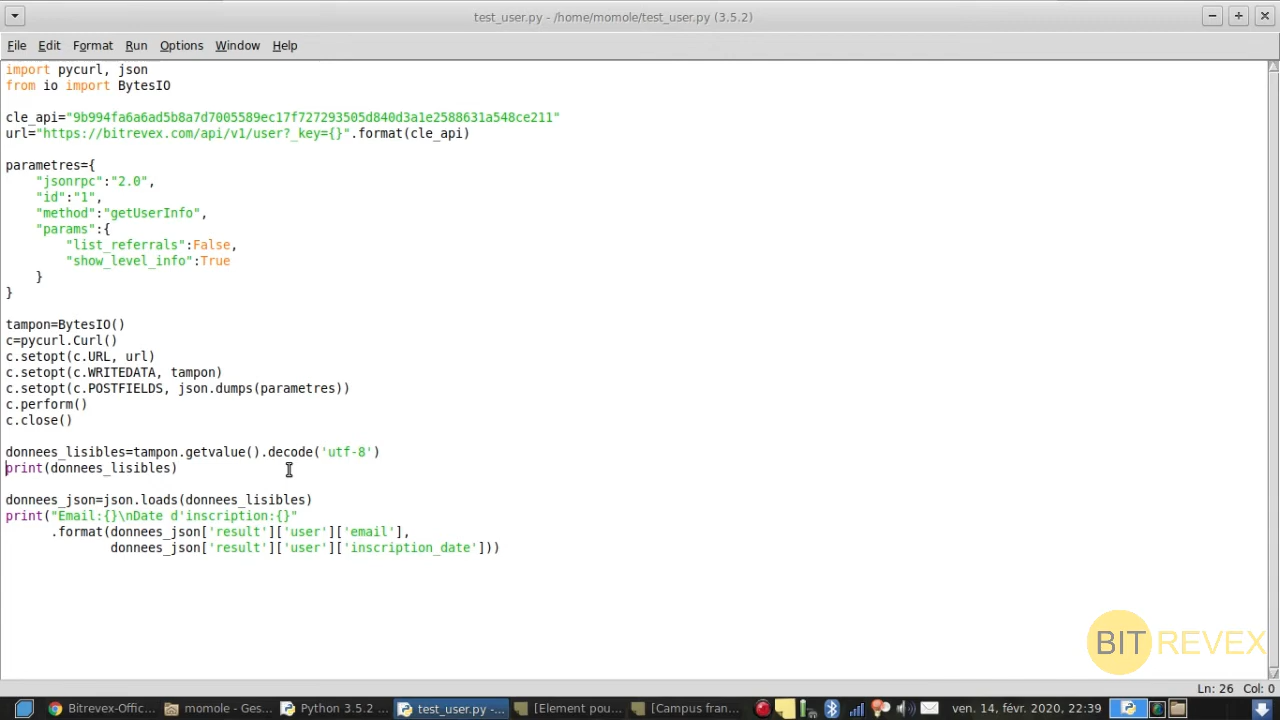 test_user.py - /home/momole/test_user.py (3.5.2)
File Edit Format Run Options Window Help
import pycurl, json
from io import BytesIO
cle_api="9b994fa6a6ad5b8a7d7005589ec17f727293505d840d3a1e2588631a548ce211"
url="https://bitrevex.com/api/v1/user?_key={}".format(cle_api)
parametres={
    "jsonrpc":"2.0",
    "id":"1",
    "method":"getUserInfo",
    "params":{
        "list_referrals":False,
        "show_level_info":True
    }
}
tampon=BytesIO()
c=pycurl.Curl()
c.setopt(c.URL, url)
c.setopt(c.WRITEDATA, tampon)
c.setopt(c.POSTFIELDS, json.dumps(parametres))
c.perform()
c.close()
donnees_lisibles=tampon.getvalue().decode('utf-8')
print(donnees_lisibles)
donnees_json=json.loads(donnees_lisibles)
print("Email:{}\nDate d'inscription:{}"
      .format(donnees_json['result']['user']['email'],
              donnees_json['result']['user']['inscription_date']))
BITREVEX
Ln: 26 Col: 0
Bitrevex-Offic... momole - Ges... Python 3.5.2 ... test_user.py -... [Element pou... [Campus fran... ven. 14, févr. 2020, 22:39